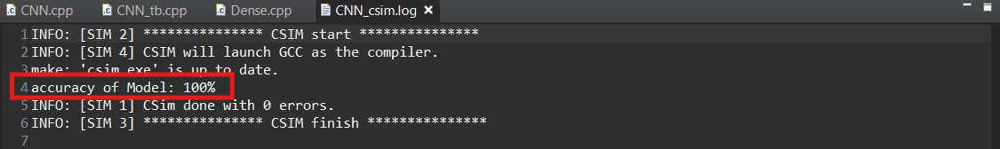 CNN.cpp CNN_tb.cpp Dense.cpp CNN_csim.log
1 INFO: [SIM 2] *************** CSIM start ***************
2 INFO: [SIM 4] CSIM will launch GCC as the compiler.
3 make: 'csim.exe' is up to date.
4 accuracy of Model: 100%
5 INFO: [SIM 1] CSim done with 0 errors.
6 INFO: [SIM 3] *************** CSIM finish ***************
7